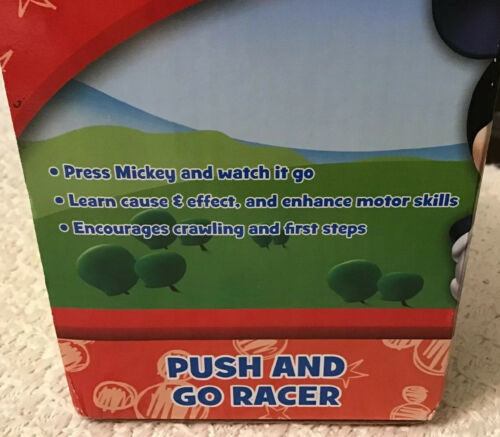 • Press Mickey and watch it go
• Learn cause & effect, and enhance motor skills
• Encourages crawling and first steps
PUSH AND
GO RACER